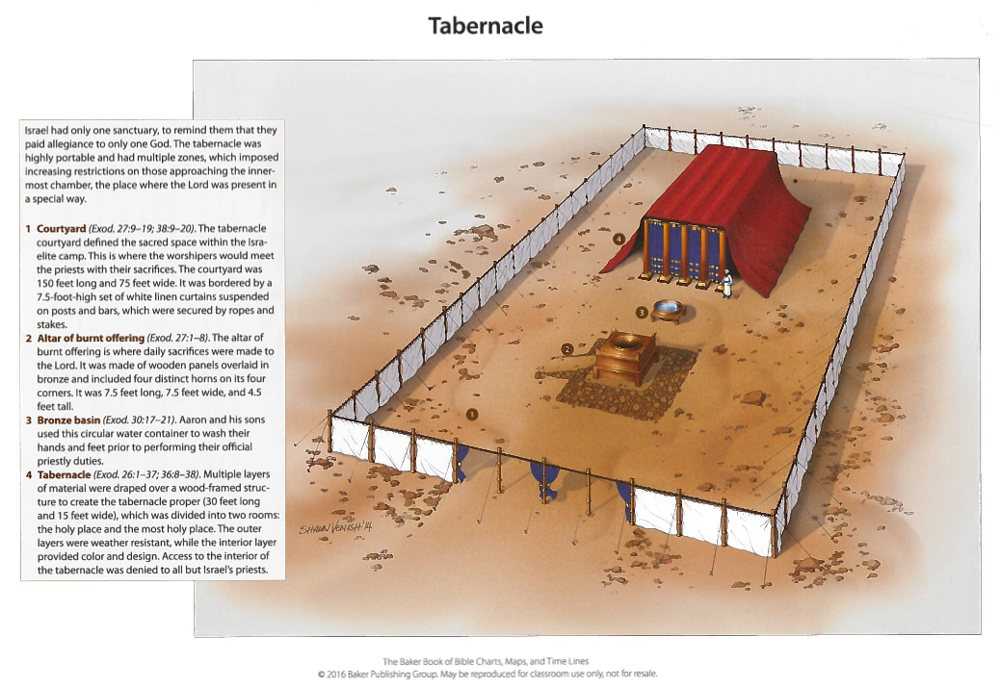 Tabernacle
Israel had only one sanctuary, to remind them that they
paid allegiance to only one God. The tabernacle was
highly portable and had multiple zones, which imposed
increasing restrictions on those approaching the inner-
most chamber, the place where the Lord was present in
a special way.
1 Courtyard (Exod. 27:9–19; 38:9–20). The tabernacle
courtyard defined the sacred space within the Isra-
elite camp. This is where the worshipers would meet
the priests with their sacrifices. The courtyard was
150 feet long and 75 feet wide. It was bordered by a
7.5-foot-high set of white linen curtains suspended
on posts and bars, which were secured by ropes and
stakes.
2 Altar of burnt offering (Exod. 27:1–8). The altar of
burnt offering is where daily sacrifices were made to
the Lord. It was made of wooden panels overlaid in
bronze and included four distinct horns on its four
corners. It was 7.5 feet long, 7.5 feet wide, and 4.5
feet tall.
3 Bronze basin (Exod. 30:17–21). Aaron and his sons
used this circular water container to wash their
hands and feet prior to performing their official
priestly duties.
4 Tabernacle (Exod. 26:1–37; 36:8–38). Multiple layers
of material were draped over a wood-framed struc-
ture to create the tabernacle proper (30 feet long
and 15 feet wide), which was divided into two rooms:
the holy place and the most holy place. The outer
layers were weather resistant, while the interior layer
provided color and design. Access to the interior of
the tabernacle was denied to all but Israel's priests.
4
3
2
1
SHAWN VENISH '14
The Baker Book of Bible Charts, Maps, and Time Lines
© 2016 Baker Publishing Group. May be reproduced for classroom use only, not for resale.